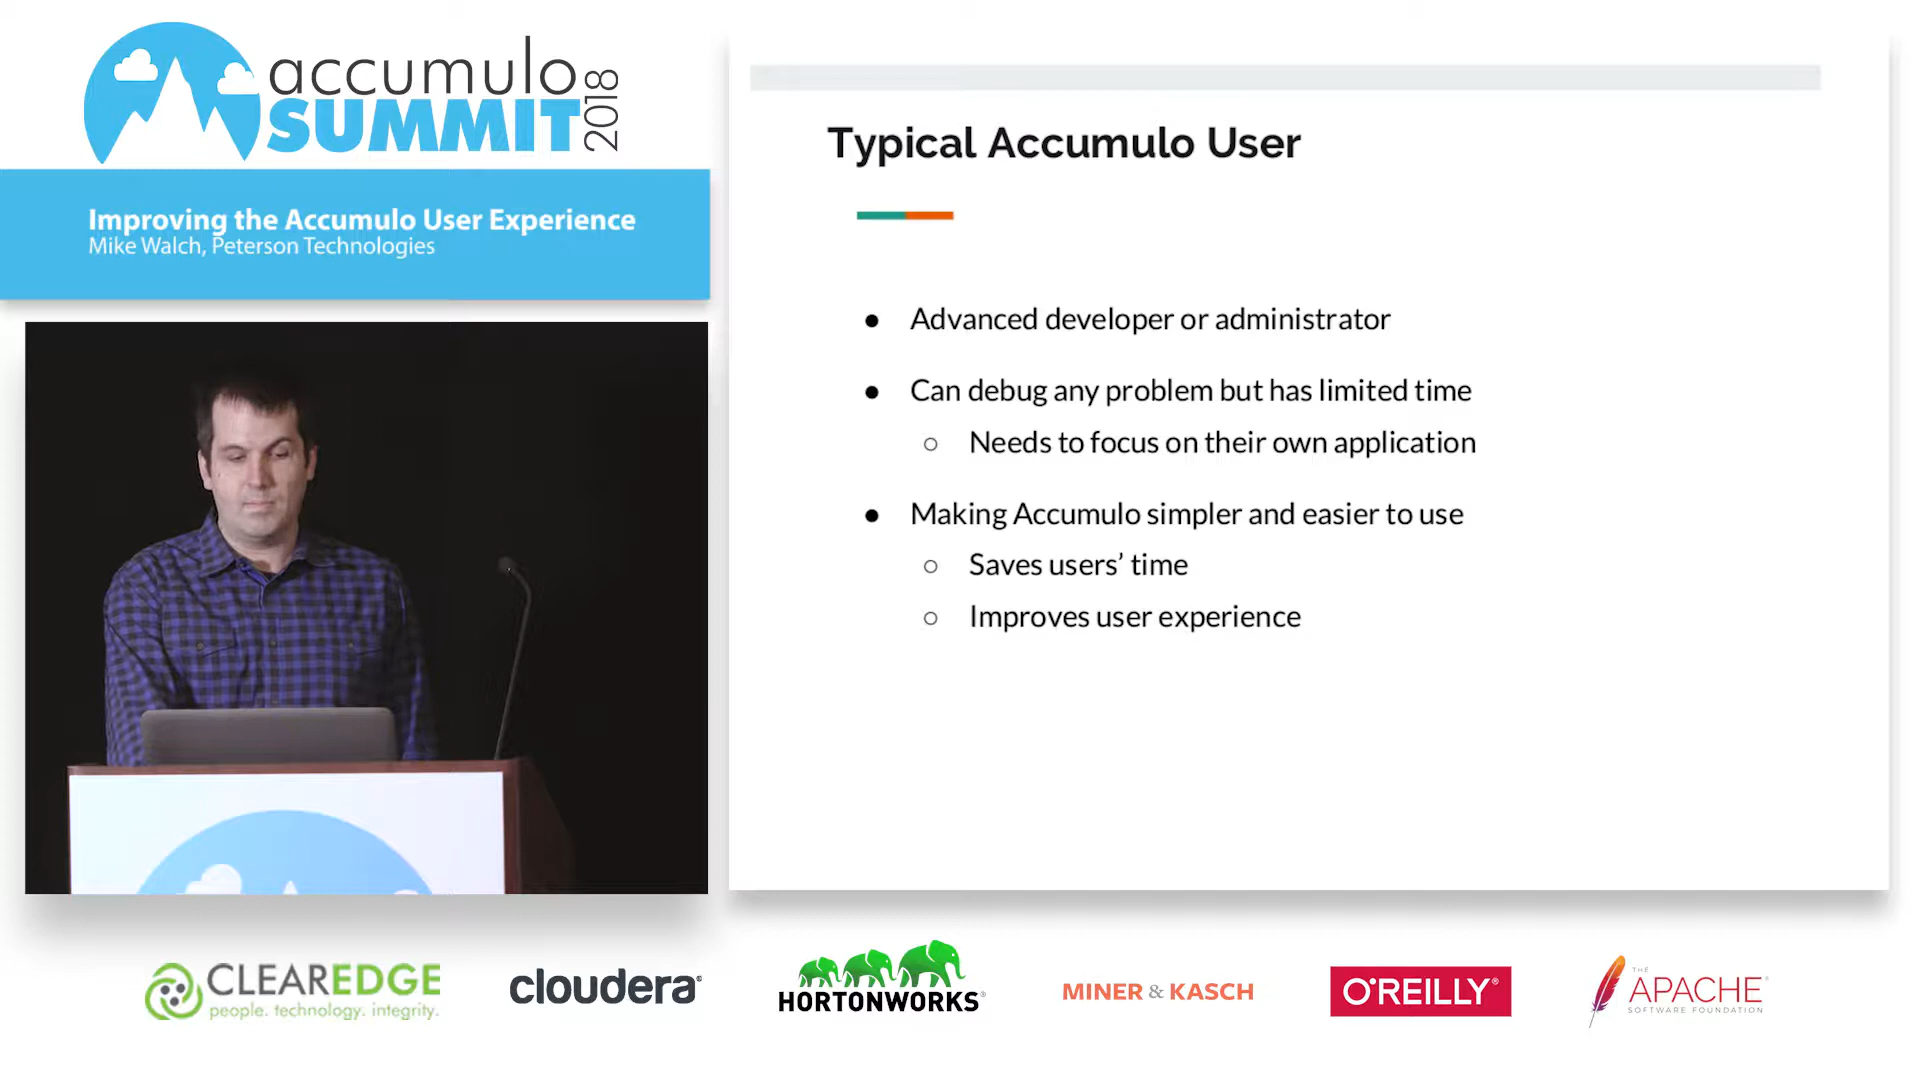 accumulo
SUMMIT
2018
Improving the Accumulo User Experience
Mike Walch, Peterson Technologies
Typical Accumulo User
● Advanced developer or administrator
● Can debug any problem but has limited time
○ Needs to focus on their own application
● Making Accumulo simpler and easier to use
○ Saves users’ time
○ Improves user experience
CLEAREDGE
people. technology. integrity.
cloudera®
HORTONWORKS®
MINER & KASCH
O'REILLY®
THE
APACHE®
SOFTWARE FOUNDATION